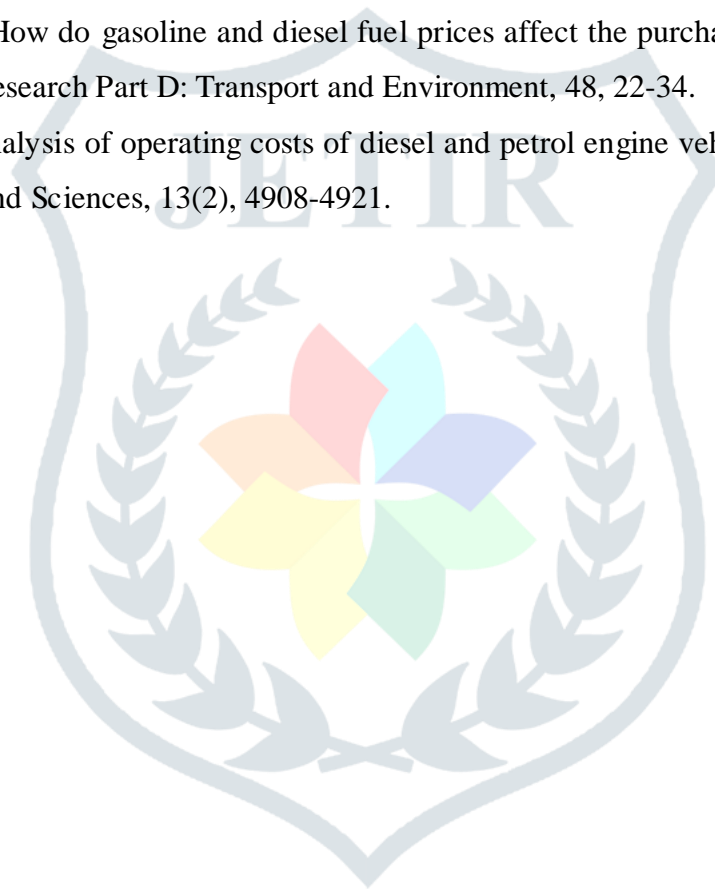 How do gasoline and diesel fuel prices affect the purcha
esearch Part D: Transport and Environment, 48, 22-34.
nalysis of operating costs of diesel and petrol engine veh
nd Sciences, 13(2), 4908-4921.
JETIR